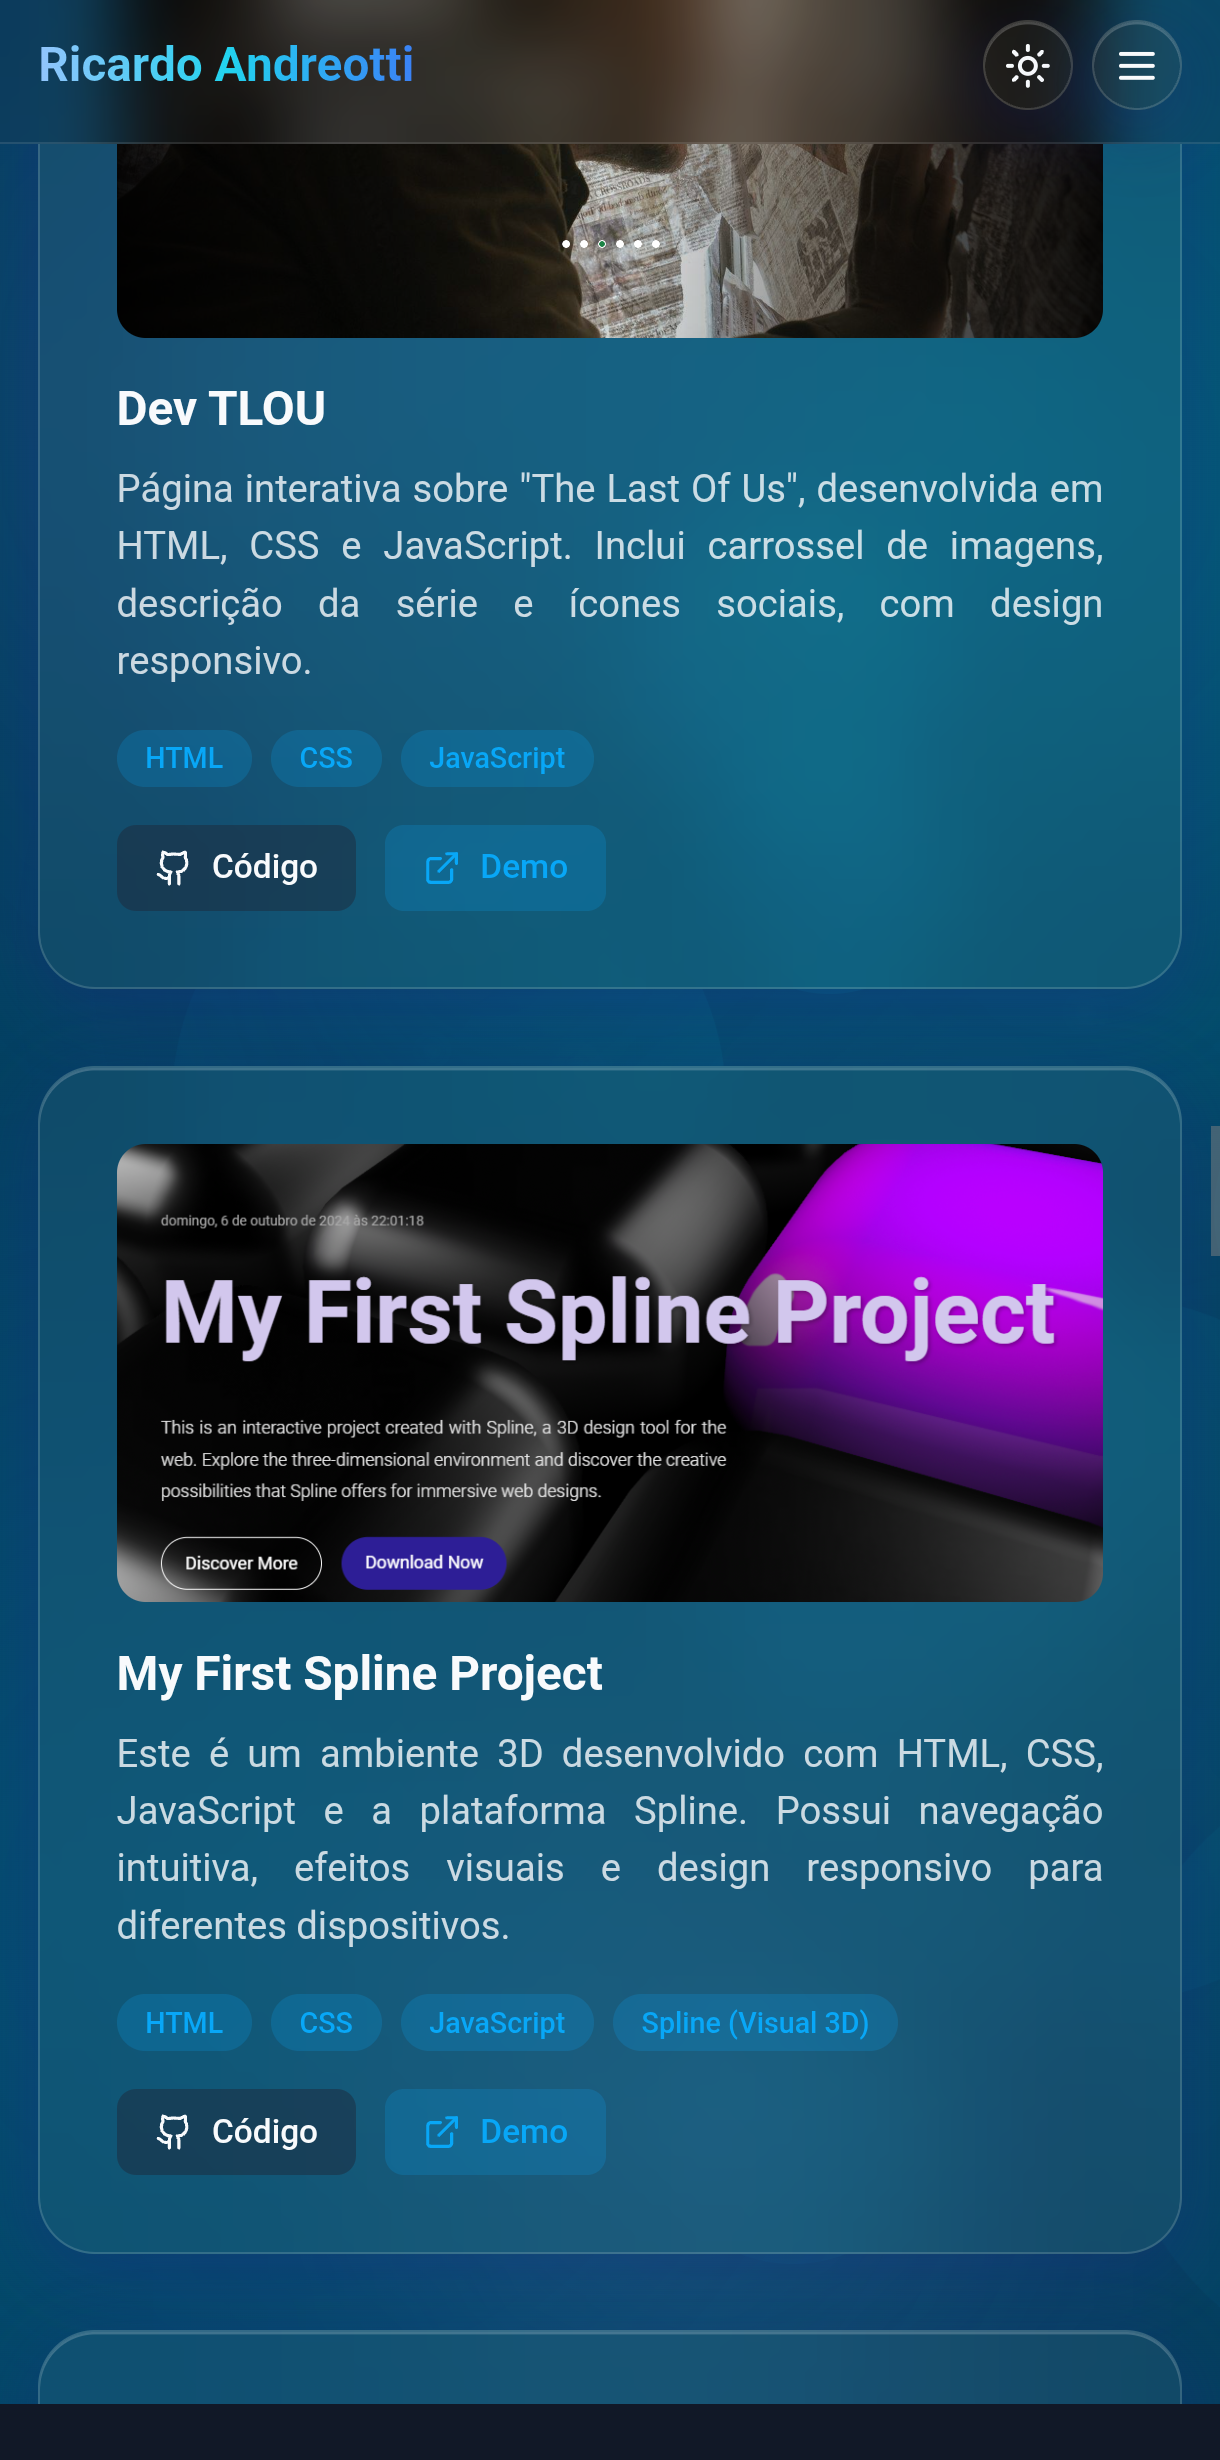 Ricardo Andreotti
Dev TLOU
Página interativa sobre "The Last Of Us", desenvolvida em
HTML, CSS e JavaScript. Inclui carrossel de imagens,
descrição da série e ícones sociais, com design
responsivo.
HTML CSS JavaScript
Código Demo
domingo, 6 de outubro de 2024 às 22:01:18
My First Spline Project
This is an interactive project created with Spline, a 3D design tool for the
web. Explore the three-dimensional environment and discover the creative
possibilities that Spline offers for immersive web designs.
Discover More Download Now
My First Spline Project
Este é um ambiente 3D desenvolvido com HTML, CSS,
JavaScript e a plataforma Spline. Possui navegação
intuitiva, efeitos visuais e design responsivo para
diferentes dispositivos.
HTML CSS JavaScript Spline (Visual 3D)
Código Demo